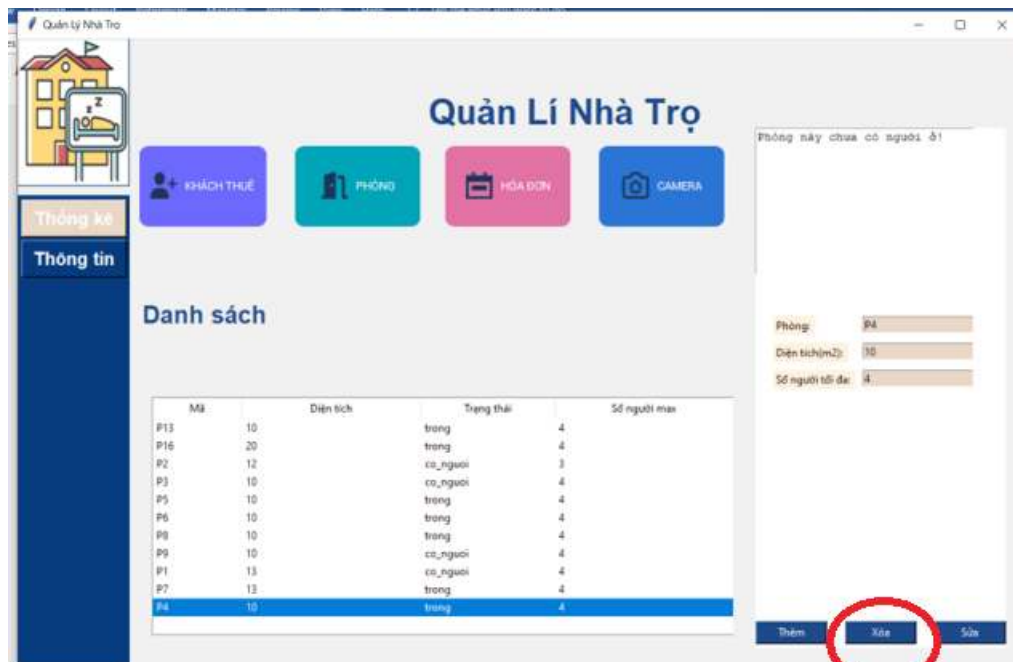 Quản Lý Nhà Trọ
Quản Lí Nhà Trọ
KHÁCH THUÊ
PHÒNG
HÓA ĐƠN
CAMERA
Thống kê
Thông tin
Danh sách
Mã Diện tích Trạng thái Số người max
P13 10 trong 4
P16 20 trong 4
P2 12 co_nguoi 3
P3 10 co_nguoi 4
P5 10 trong 4
P6 10 trong 4
P8 10 trong 4
P9 10 co_nguoi 4
P1 13 co_nguoi 4
P7 13 trong 4
P4 10 trong 4
Phòng này chưa có người ở!
Phòng: P4
Diện tích(m2): 10
Số người tối đa: 4
Thêm Xóa Sửa